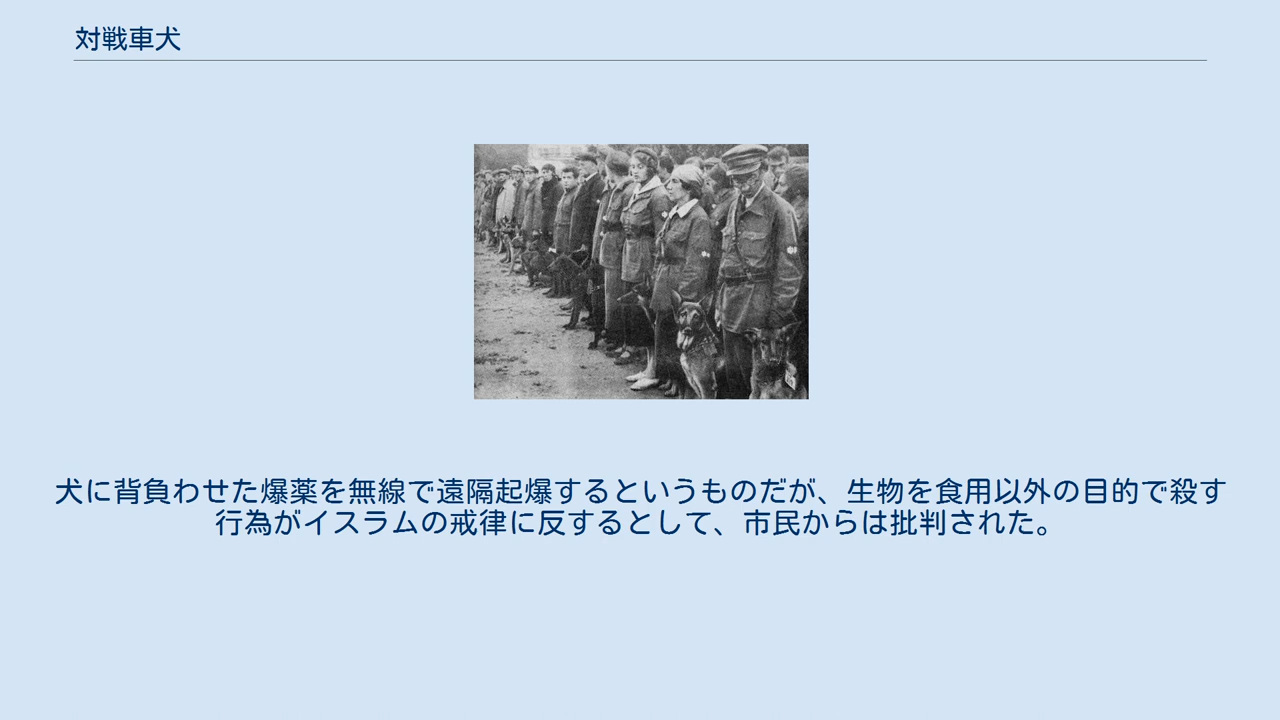 対戦車犬
犬に背負わせた爆薬を無線で遠隔起爆するというものだが、生物を食用以外の目的で殺す
行為がイスラムの戒律に反するとして、市民からは批判された。